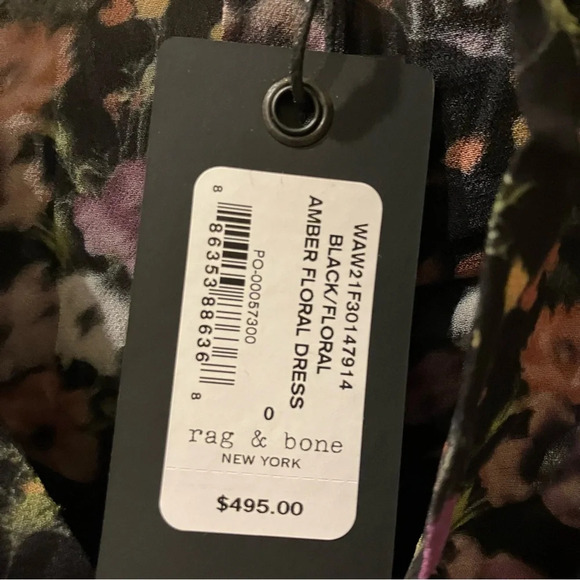 WAW21F30147914
BLACK/FLORAL
AMBER FLORAL DRESS
0
PO-00057300
8 86353 88636 8
rag & bone
NEW YORK
$495.00